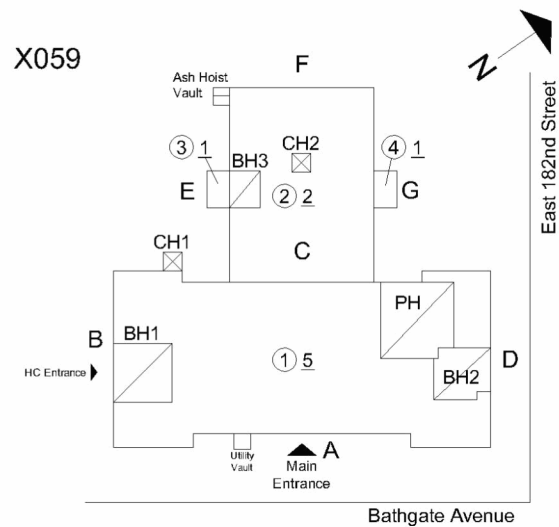 X059
N
Ash Hoist
Vault
F
East 182nd Street
CH2
3 1
4 1
BH3
E
2 2
G
CH1
C
PH
B
BH1
1 5
D
HC Entrance
BH2
Utility
Vault
A
Main
Entrance
Bathgate Avenue